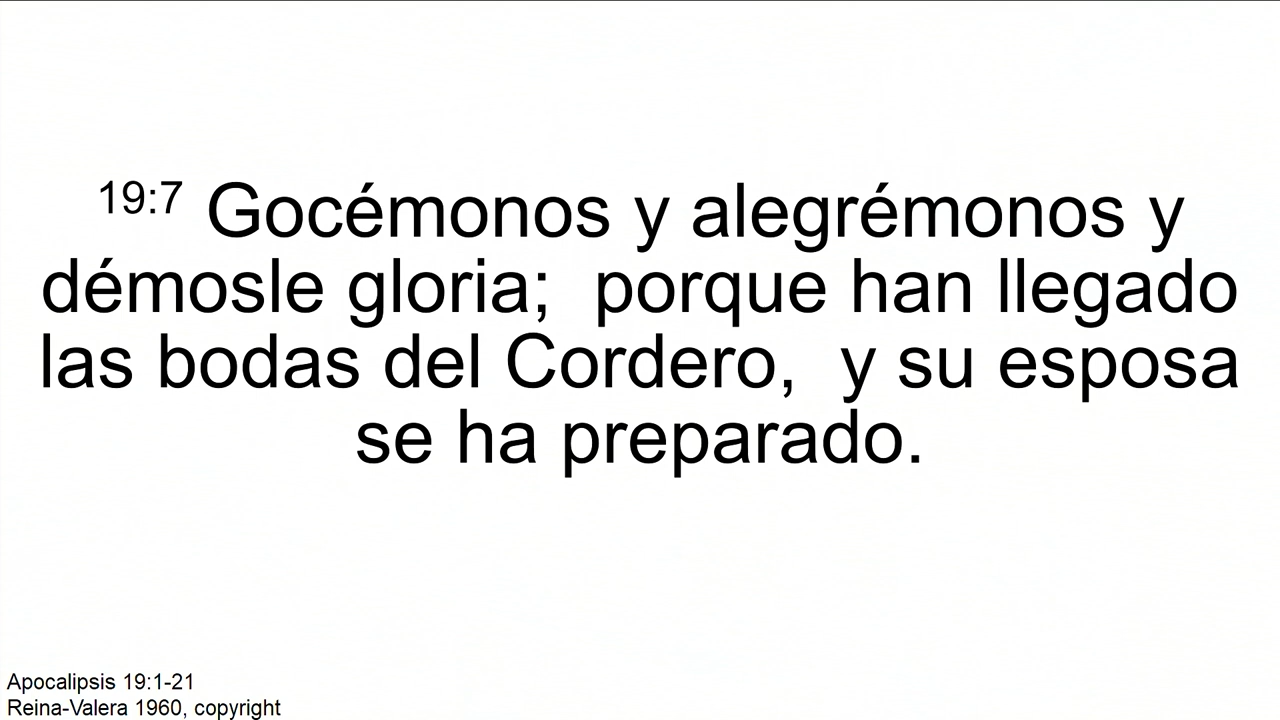 19:7 Gocémonos y alegrémonos y
démosle gloria;  porque han llegado
las bodas del Cordero,  y su esposa
se ha preparado.
Apocalipsis 19:1-21
Reina-Valera 1960, copyright